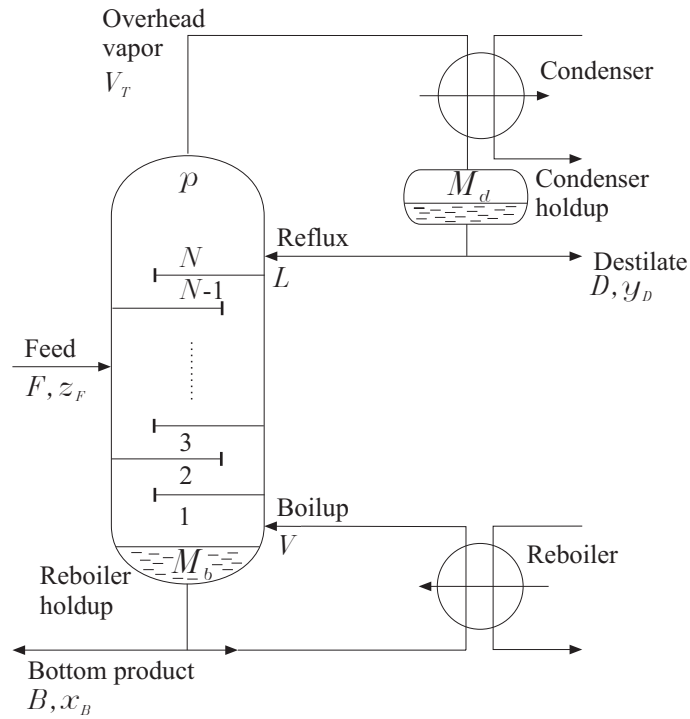 Overhead
vapor
V_T
Condenser
p
M_d
Condenser
holdup
Reflux
N
L
N-1
Destilate
D, y_D
Feed
F, z_F
3
2
1
Boilup
V
M_b
Reboiler
Reboiler
holdup
Bottom product
B, x_B